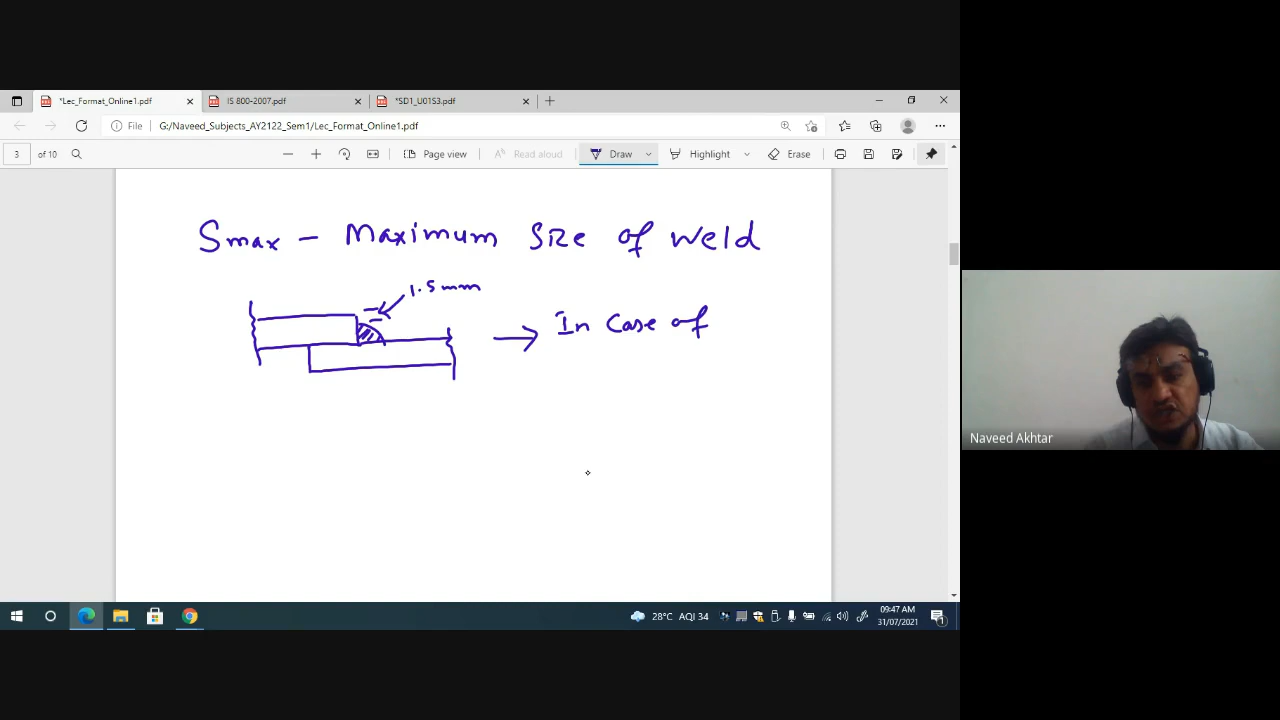 *Lec_Format_Online1.pdf
IS 800-2007.pdf
*SD1_U01S3.pdf
File
G:/Naveed_Subjects_AY2122_Sem1/Lec_Format_Online1.pdf
3 of 10
Page view
Read aloud
Draw
Highlight
Erase
Smax - Maximum Size of Weld
1.5mm
In Case of
Naveed Akhtar
28°C AQI 34
09:47 AM
31/07/2021
1